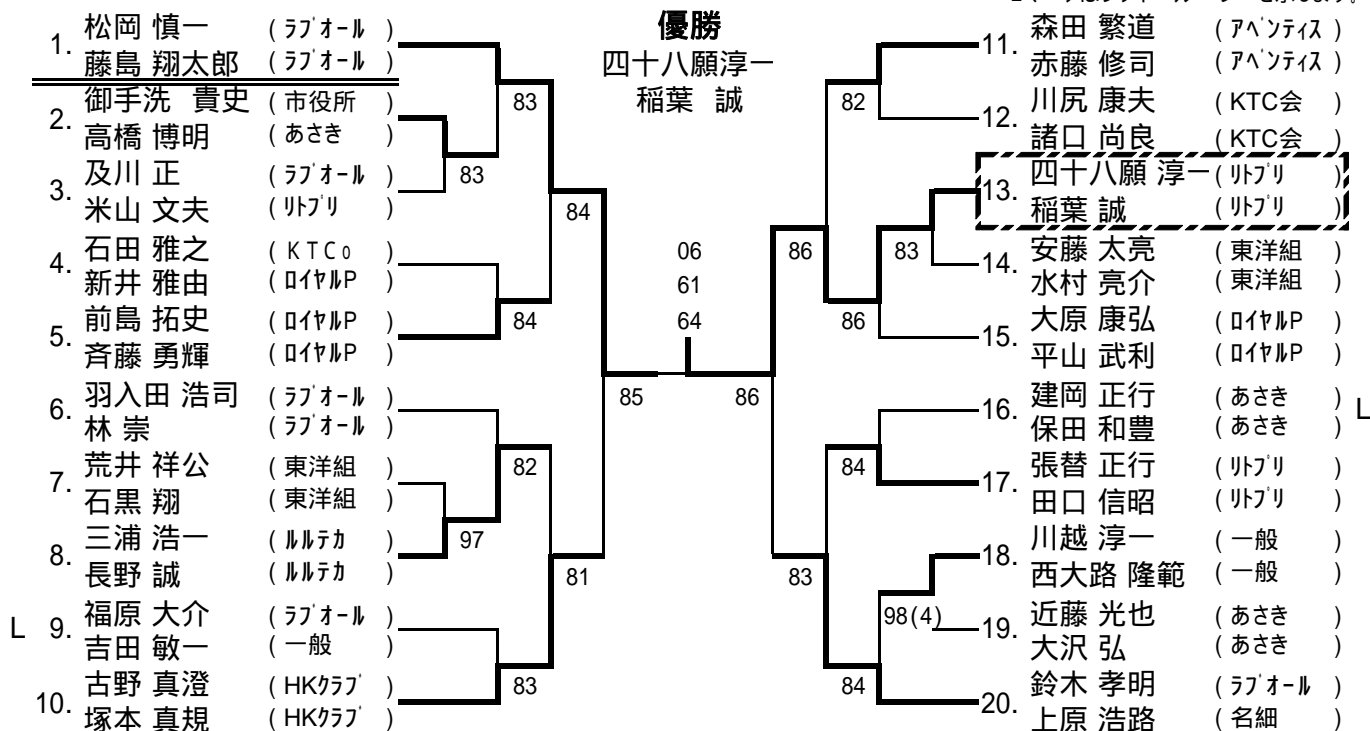 優勝
四十八願淳一
稲葉 誠
1. 松岡 慎一 (ﾗﾌﾞｵｰﾙ)
藤島 翔太郎 (ﾗﾌﾞｵｰﾙ)
2. 御手洗 貴史 (市役所)
高橋 博明 (あさき)
3. 及川 正 (ﾗﾌﾞｵｰﾙ)
米山 文夫 (ﾘﾄﾌﾟﾘ)
4. 石田 雅之 (ＫＴＣ₀)
新井 雅由 (ﾛｲﾔﾙP)
5. 前島 拓史 (ﾛｲﾔﾙP)
斉藤 勇輝 (ﾛｲﾔﾙP)
6. 羽入田 浩司 (ﾗﾌﾞｵｰﾙ)
林 崇 (ﾗﾌﾞｵｰﾙ)
7. 荒井 祥公 (東洋組)
石黒 翔 (東洋組)
8. 三浦 浩一 (ﾙﾙﾃｶ)
長野 誠 (ﾙﾙﾃｶ)
L 9. 福原 大介 (ﾗﾌﾞｵｰﾙ)
吉田 敏一 (一般)
10. 古野 真澄 (HKｸﾗﾌﾞ)
塚本 真規 (HKｸﾗﾌﾞ)
83
83
84
84
82
97
81
83
85
06
61
64
86
82
86
83
86
84
83
98(4)
84
11. 森田 繁道 (ｱﾍﾞﾝﾃｨｽ)
赤藤 修司 (ｱﾍﾞﾝﾃｨｽ)
12. 川尻 康夫 (KTC会)
諸口 尚良 (KTC会)
13. 四十八願 淳一 (ﾘﾄﾌﾟﾘ)
稲葉 誠 (ﾘﾄﾌﾟﾘ)
14. 安藤 太亮 (東洋組)
水村 亮介 (東洋組)
15. 大原 康弘 (ﾛｲﾔﾙP)
平山 武利 (ﾛｲﾔﾙP)
16. 建岡 正行 (あさき) L
保田 和豊 (あさき)
17. 張替 正行 (ﾘﾄﾌﾟﾘ)
田口 信昭 (ﾘﾄﾌﾟﾘ)
18. 川越 淳一 (一般)
西大路 隆範 (一般)
19. 近藤 光也 (あさき)
大沢 弘 (あさき)
20. 鈴木 孝明 (ﾗﾌﾞｵｰﾙ)
上原 浩路 (名細)